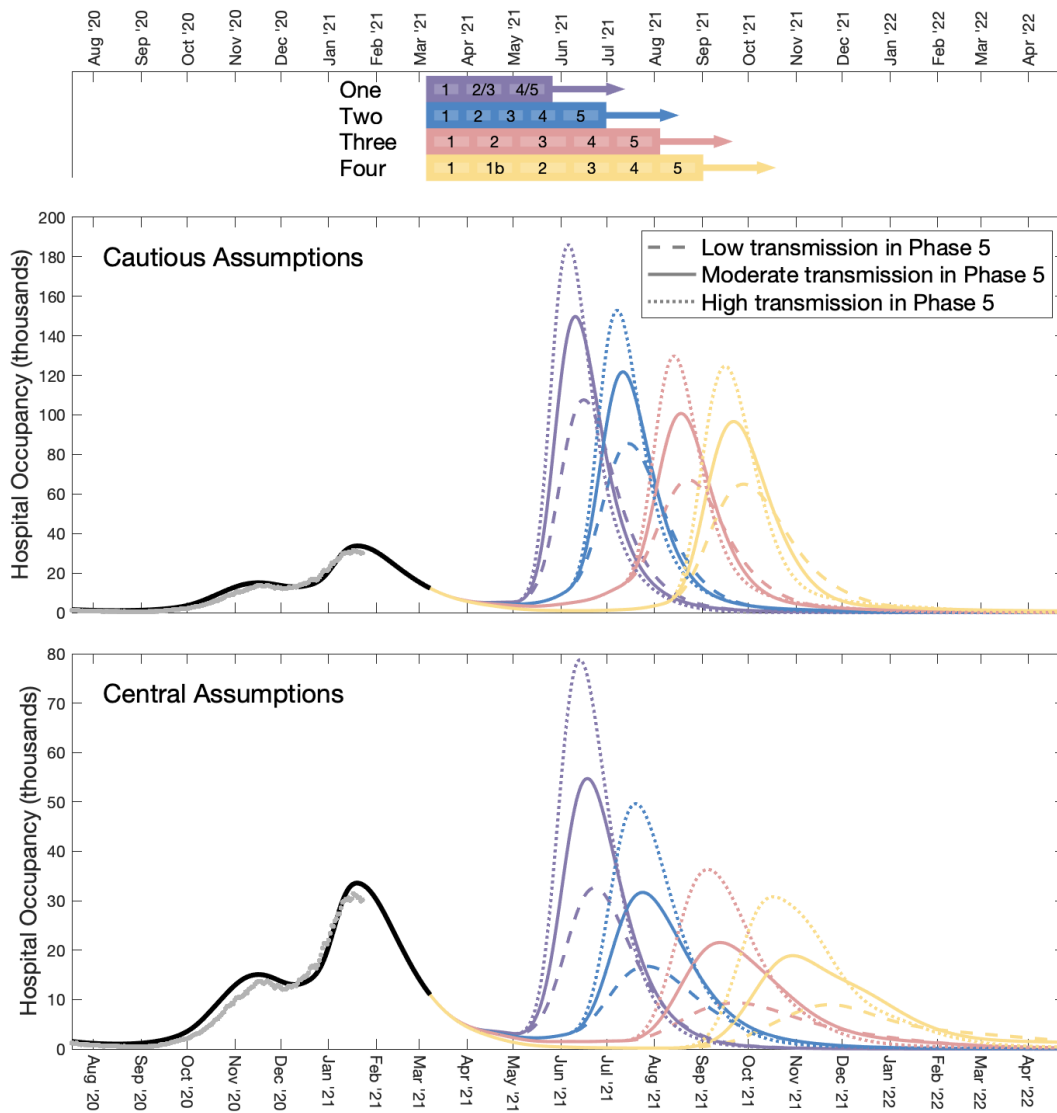 Aug '20 Sep '20 Oct '20 Nov '20 Dec '20 Jan '21 Feb '21 Mar '21 Apr '21 May '21 Jun '21 Jul '21 Aug '21 Sep '21 Oct '21 Nov '21 Dec '21 Jan '22 Feb '22 Mar '22 Apr '22
One 1 2/3 4/5
Two 1 2 3 4 5
Three 1 2 3 4 5
Four 1 1b 2 3 4 5
Cautious Assumptions
Low transmission in Phase 5
Moderate transmission in Phase 5
High transmission in Phase 5
Hospital Occupancy (thousands)
200
180
160
140
120
100
80
60
40
20
0
Central Assumptions
Hospital Occupancy (thousands)
80
70
60
50
40
30
20
10
0
Aug '20 Sep '20 Oct '20 Nov '20 Dec '20 Jan '21 Feb '21 Mar '21 Apr '21 May '21 Jun '21 Jul '21 Aug '21 Sep '21 Oct '21 Nov '21 Dec '21 Jan '22 Feb '22 Mar '22 Apr '22